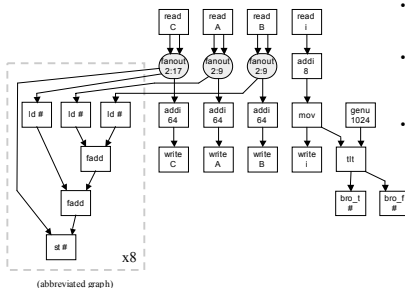 read
C
read
A
read
B
read
i
fanout
2:17
fanout
2:9
fanout
2:9
addi
8
ld #
ld #
ld #
addi
64
addi
64
addi
64
mov
genu
1024
fadd
write
C
write
A
write
B
write
i
tlt
fadd
bro_t
#
bro_f
#
st #
x8
(abbreviated graph)